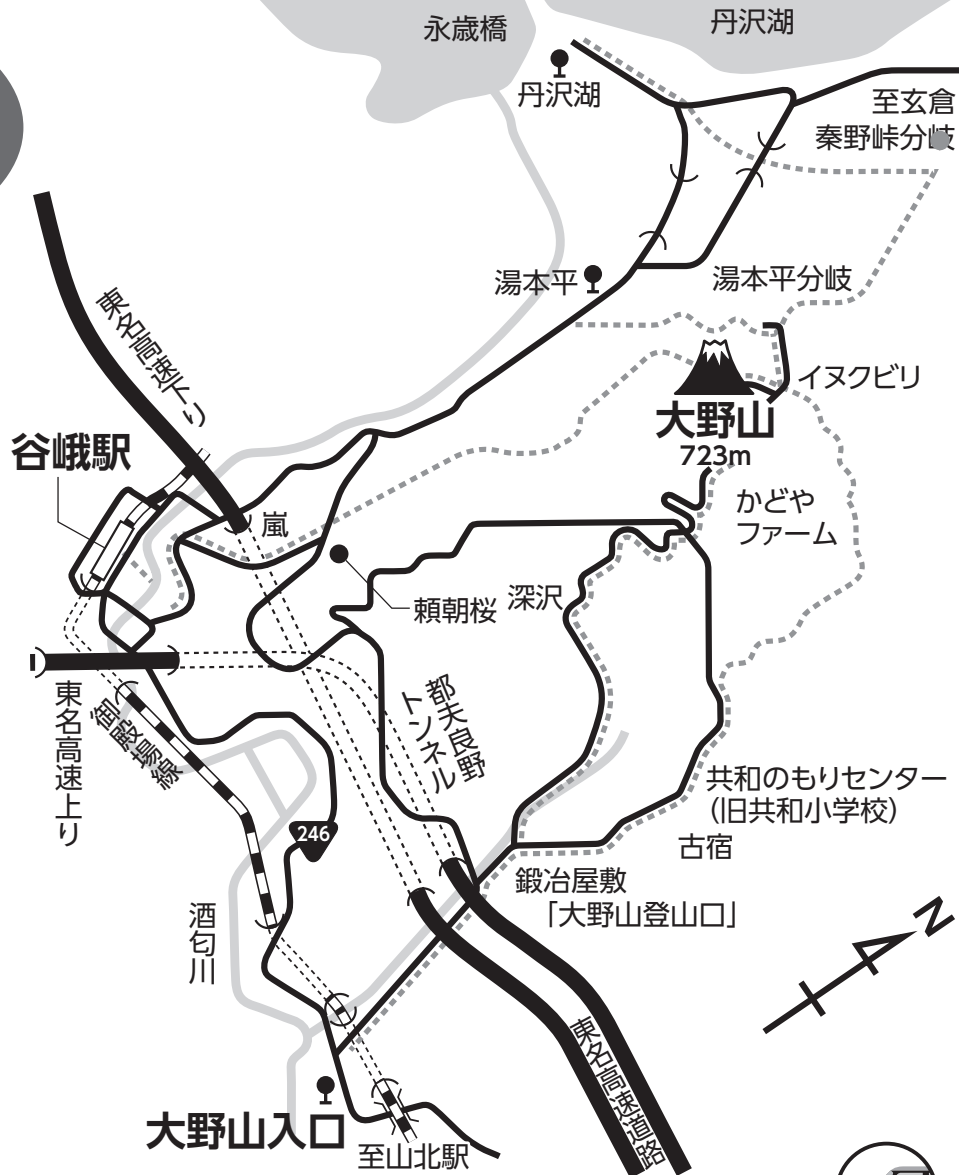 永歳橋
丹沢湖
丹沢湖
至玄倉
秦野峠分岐
湯本平
湯本平分岐
東名高速下り
イヌクビリ
大野山
723m
谷峨駅
かどや
ファーム
嵐
頼朝桜
深沢
都夫良野
トンネル
東名高速上り
御殿場線
共和のもりセンター
(旧共和小学校)
古宿
246
鍛冶屋敷
「大野山登山口」
酒匂川
N
東名高速道路
大野山入口
至山北駅